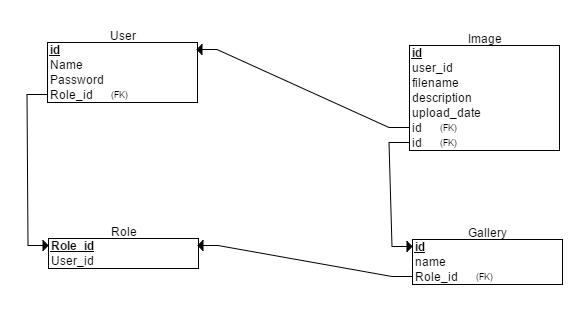 User
id
Name
Password
Role_id (FK)
Image
id
user_id
filename
description
upload_date
id (FK)
id (FK)
Role
Role_id
User_id
Gallery
id
name
Role_id (FK)